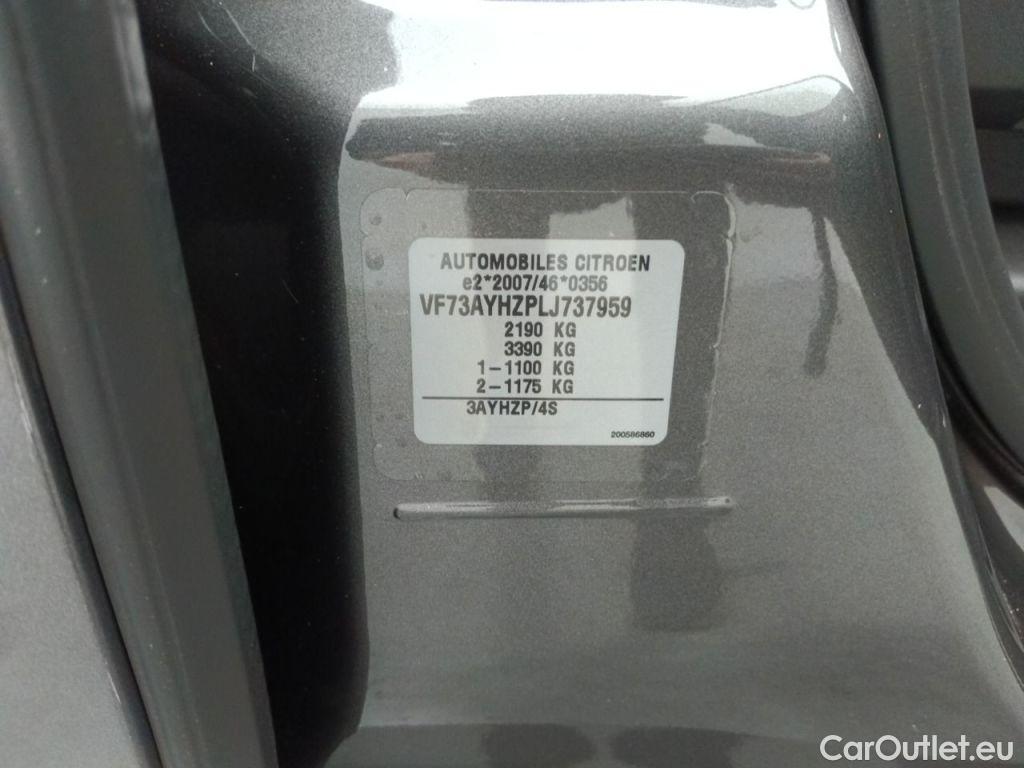 AUTOMOBILES CITROEN
e2*2007/46*0356
VF73AYHZPLJ737959
2190 KG
3390 KG
1-1100 KG
2-1175 KG
3AYHZP/4S
200586860
CarOutlet.eu